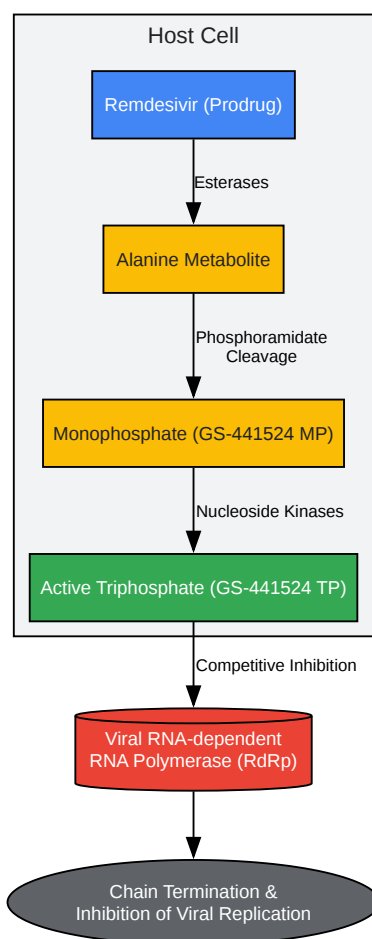 Host Cell
Remdesivir (Prodrug)
Esterases
Alanine Metabolite
Phosphoramidate
Cleavage
Monophosphate (GS-441524 MP)
Nucleoside Kinases
Active Triphosphate (GS-441524 TP)
Competitive Inhibition
Viral RNA-dependent
RNA Polymerase (RdRp)
Chain Termination &
Inhibition of Viral Replication